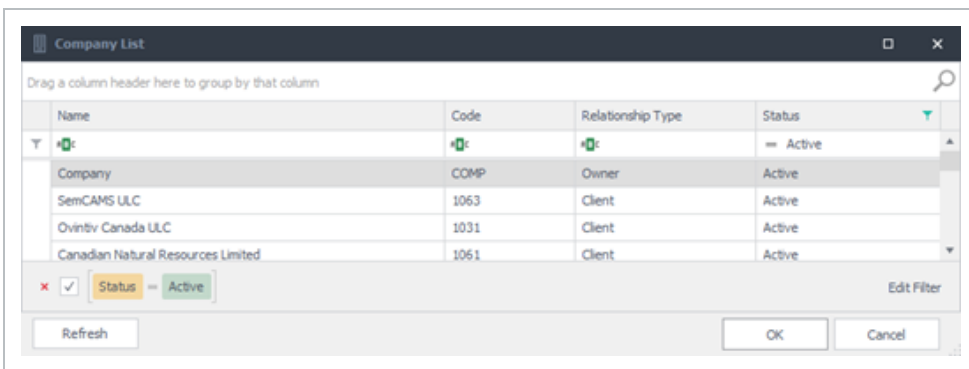 Company List
Drag a column header here to group by that column
Name Code Relationship Type Status
= Active
Company COMP Owner Active
SemCAMS ULC 1063 Client Active
Ovintiv Canada ULC 1031 Client Active
Canadian Natural Resources Limited 1061 Client Active
Status = Active Edit Filter
Refresh OK Cancel